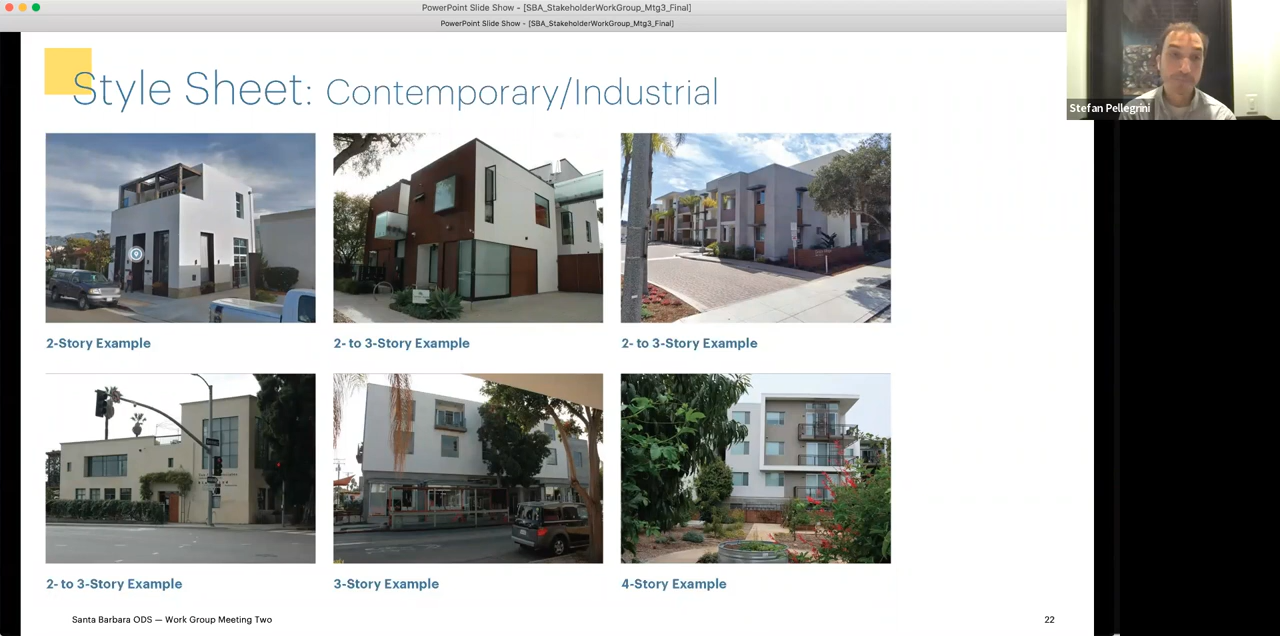 PowerPoint Slide Show - [SBA_StakeholderWorkGroup_Mtg3_Final]
PowerPoint Slide Show - [SBA_StakeholderWorkGroup_Mtg3_Final]
Stefan Pellegrini
Style Sheet: Contemporary/Industrial
2-Story Example
2- to 3-Story Example
2- to 3-Story Example
2- to 3-Story Example
3-Story Example
4-Story Example
Santa Barbara ODS — Work Group Meeting Two
22